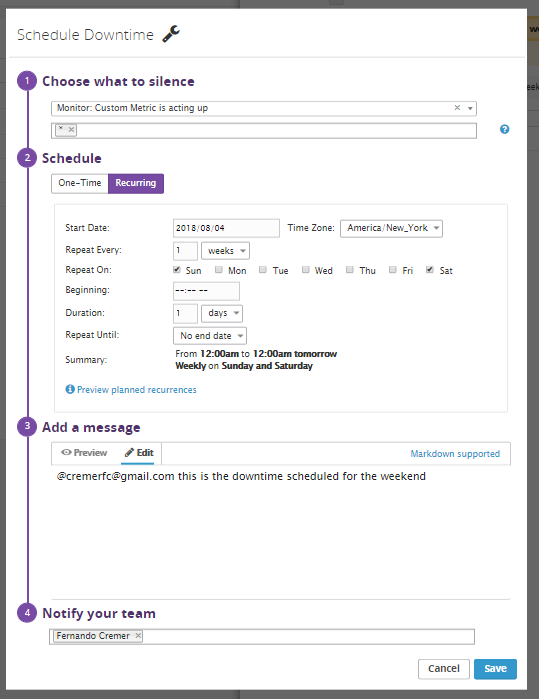 Schedule Downtime
1 Choose what to silence
Monitor: Custom Metric is acting up ×
* ×
?
2 Schedule
One-Time Recurring
Start Date: 2018/08/04 Time Zone: America/New_York
Repeat Every: 1 weeks
Repeat On: Sun Mon Tue Wed Thu Fri Sat
Beginning: --:-- --
Duration: 1 days
Repeat Until: No end date
Summary: From 12:00am to 12:00am tomorrow
Weekly on Sunday and Saturday
Preview planned recurrences
3 Add a message
Preview Edit Markdown supported
@cremerfc@gmail.com this is the downtime scheduled for the weekend
4 Notify your team
Fernando Cremer ×
Cancel Save